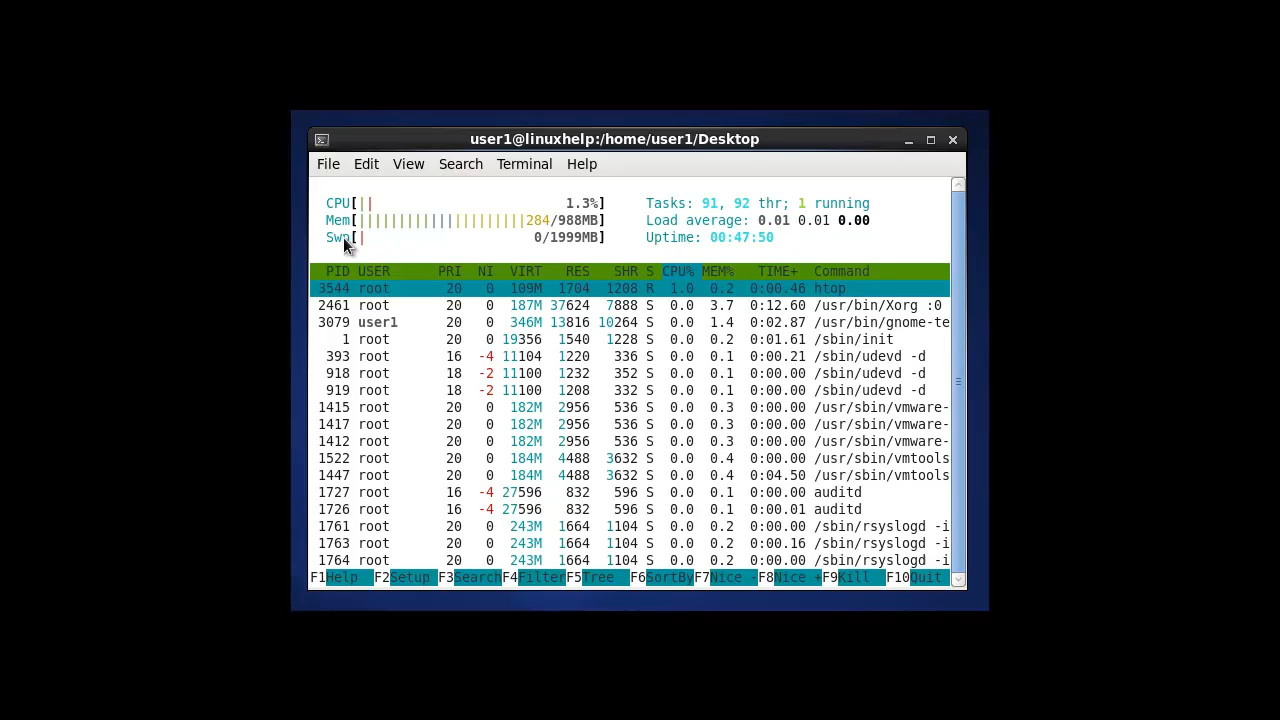 user1@linuxhelp:/home/user1/Desktop
File Edit View Search Terminal Help
CPU[|| 1.3%] Tasks: 91, 92 thr; 1 running
Mem[|||||||||||||||||||||284/988MB] Load average: 0.01 0.01 0.00
Swp[| 0/1999MB] Uptime: 00:47:50
PID USER PRI NI VIRT RES SHR S CPU% MEM% TIME+ Command
3544 root 20 0 109M 1704 1208 R 1.0 0.2 0:00.46 htop
2461 root 20 0 187M 37624 7888 S 0.0 3.7 0:12.60 /usr/bin/Xorg :0
3079 user1 20 0 346M 13816 10264 S 0.0 1.4 0:02.87 /usr/bin/gnome-te
1 root 20 0 19356 1540 1228 S 0.0 0.2 0:01.61 /sbin/init
393 root 16 -4 11104 1220 336 S 0.0 0.1 0:00.21 /sbin/udevd -d
918 root 18 -2 11100 1232 352 S 0.0 0.1 0:00.00 /sbin/udevd -d
919 root 18 -2 11100 1208 332 S 0.0 0.1 0:00.00 /sbin/udevd -d
1415 root 20 0 182M 2956 536 S 0.0 0.3 0:00.00 /usr/sbin/vmware-
1417 root 20 0 182M 2956 536 S 0.0 0.3 0:00.00 /usr/sbin/vmware-
1412 root 20 0 182M 2956 536 S 0.0 0.3 0:00.00 /usr/sbin/vmware-
1522 root 20 0 184M 4488 3632 S 0.0 0.4 0:00.00 /usr/sbin/vmtools
1447 root 20 0 184M 4488 3632 S 0.0 0.4 0:04.50 /usr/sbin/vmtools
1727 root 16 -4 27596 832 596 S 0.0 0.1 0:00.00 auditd
1726 root 16 -4 27596 832 596 S 0.0 0.1 0:00.01 auditd
1761 root 20 0 243M 1664 1104 S 0.0 0.2 0:00.00 /sbin/rsyslogd -i
1763 root 20 0 243M 1664 1104 S 0.0 0.2 0:00.16 /sbin/rsyslogd -i
1764 root 20 0 243M 1664 1104 S 0.0 0.2 0:00.00 /sbin/rsyslogd -i
F1Help F2Setup F3SearchF4FilterF5Tree F6SortByF7Nice -F8Nice +F9Kill F10Quit